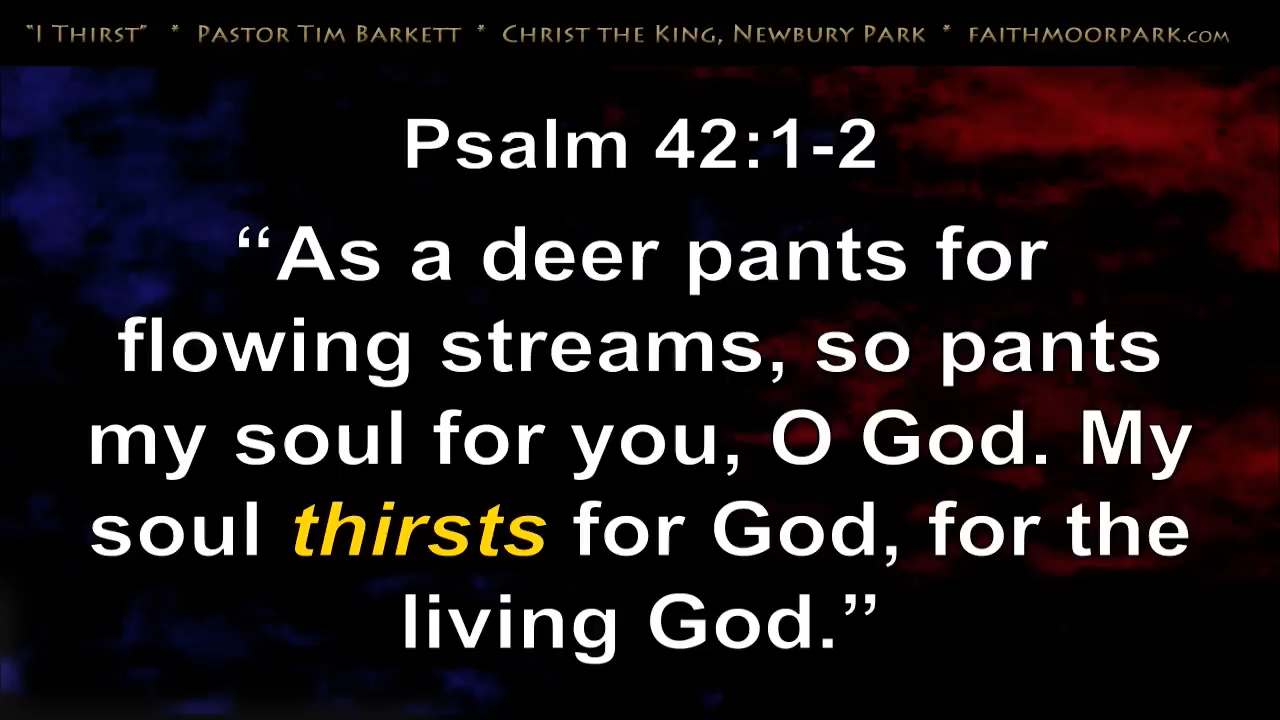 "I Thirst" * Pastor Tim Barkett * Christ the King, Newbury Park * faithmoorpark.com
Psalm 42:1-2
“As a deer pants for
flowing streams, so pants
my soul for you, O God. My
soul thirsts for God, for the
living God.”